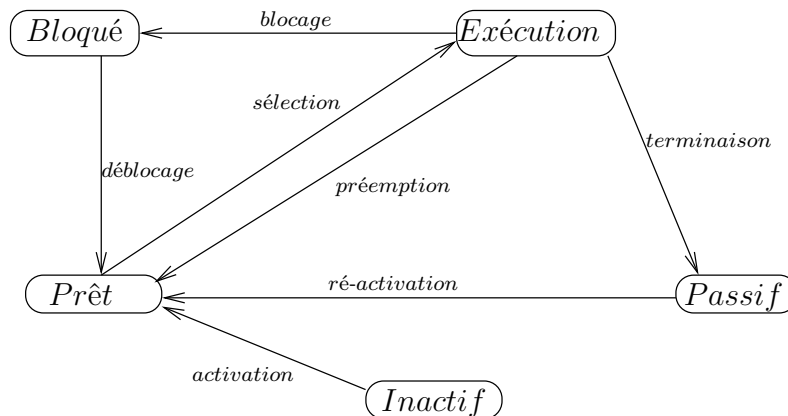 blocage
Bloqué
Exécution
sélection
terminaison
déblocage
préemption
ré-activation
Prêt
Passif
activation
Inactif